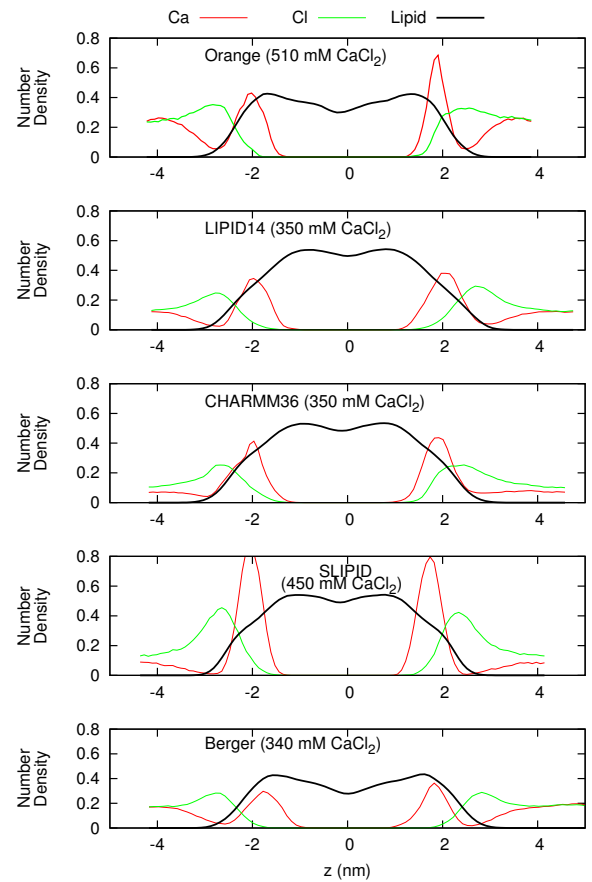 Ca Cl Lipid
Number
Density
0.8
0.6
0.4
0.2
0
Orange (510 mM CaCl₂)
-4 -2 0 2 4
Number
Density
0.8
0.6
0.4
0.2
0
LIPID14 (350 mM CaCl₂)
-4 -2 0 2 4
Number
Density
0.8
0.6
0.4
0.2
0
CHARMM36 (350 mM CaCl₂)
-4 -2 0 2 4
Number
Density
0.8
0.6
0.4
0.2
0
SLIPID
(450 mM CaCl₂)
-4 -2 0 2 4
Number
Density
0.8
0.6
0.4
0.2
0
Berger (340 mM CaCl₂)
-4 -2 0 2 4
z (nm)